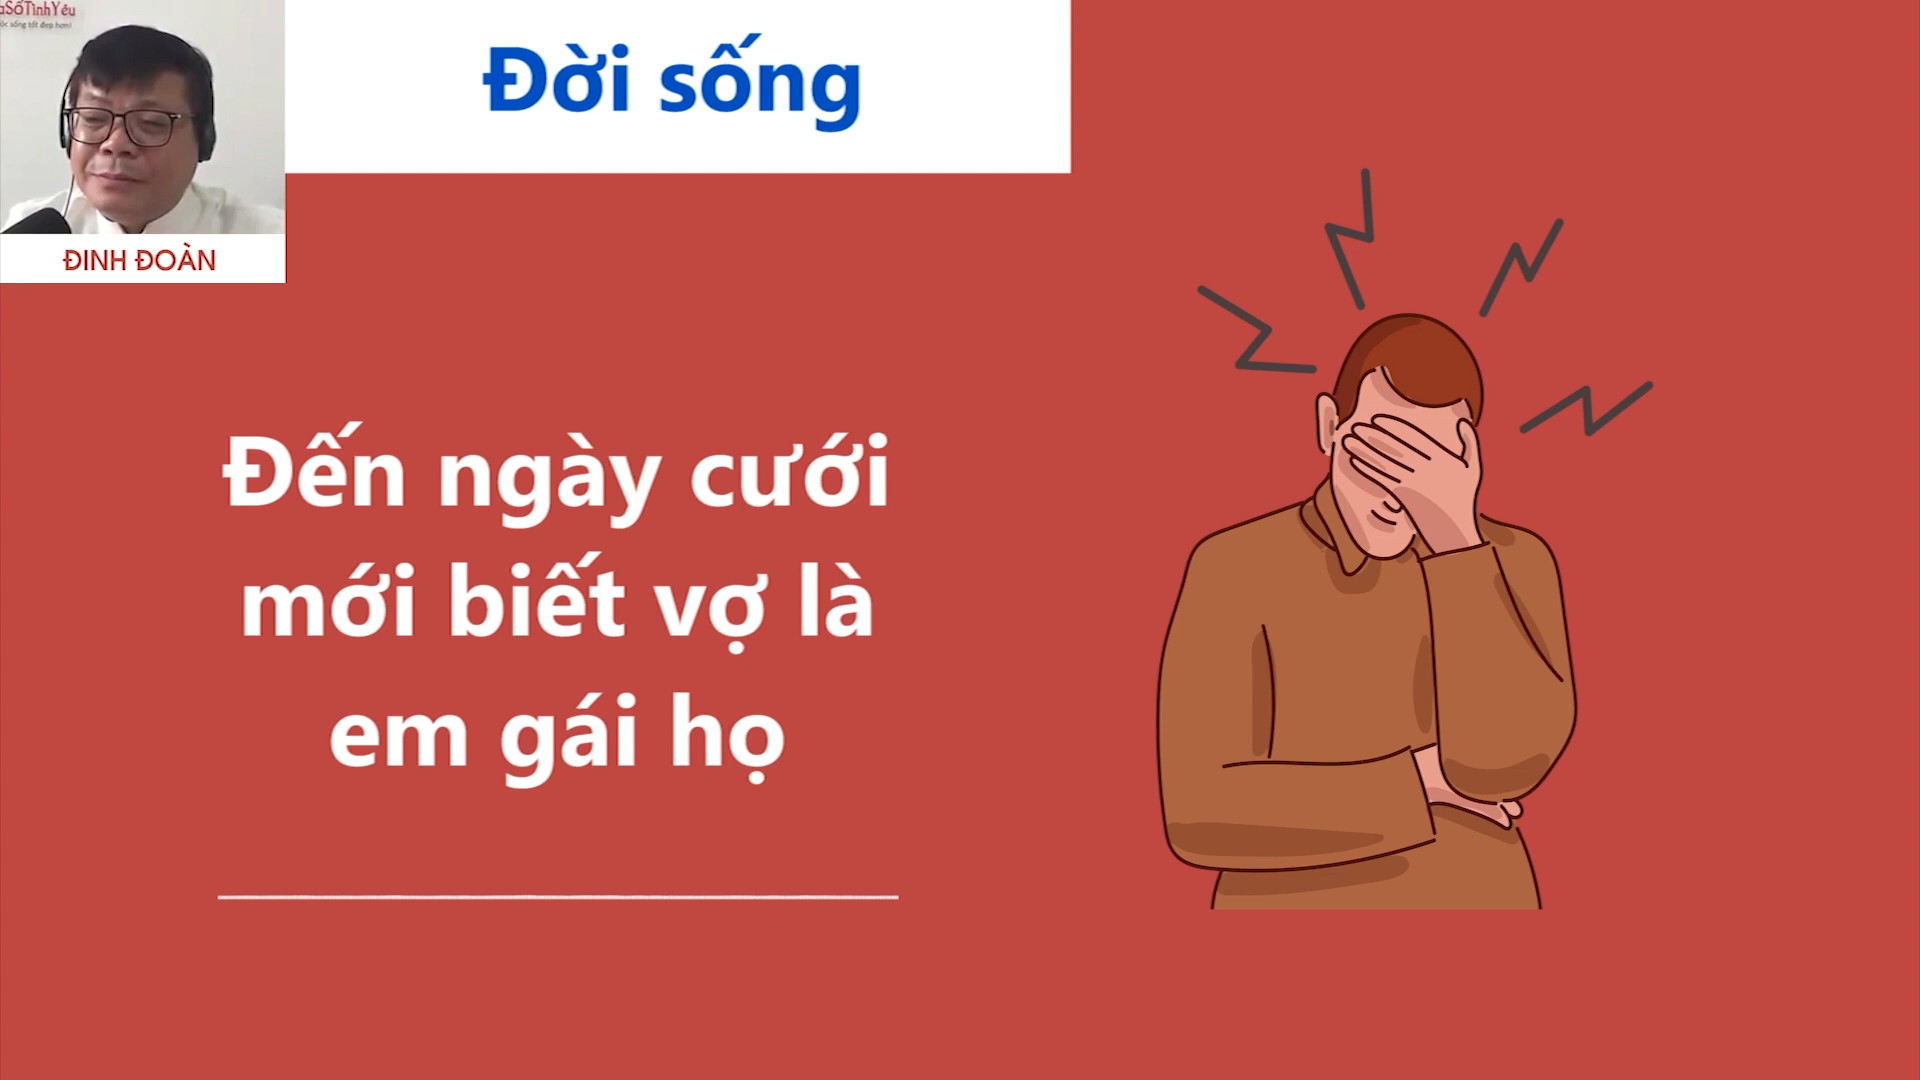 Đời sống
ĐINH ĐOÀN
Đến ngày cưới
mới biết vợ là
em gái họ